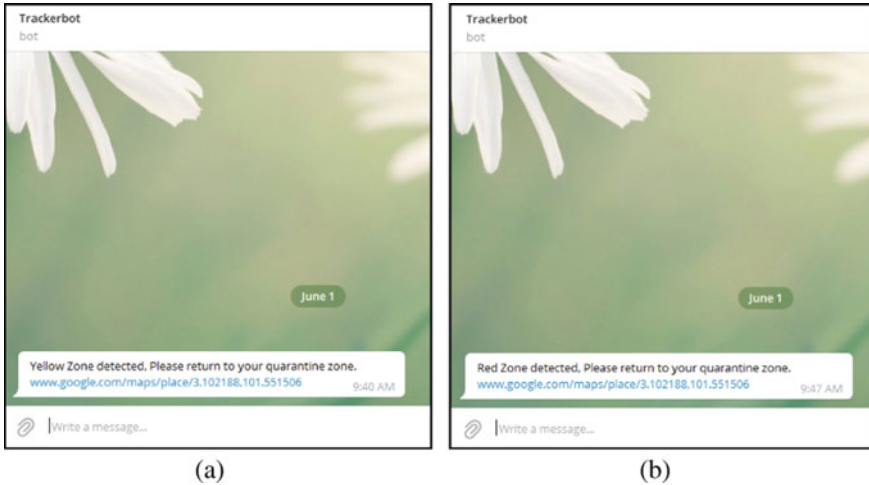 Trackerbot
bot
June 1
Yellow Zone detected, Please return to your quarantine zone.
www.google.com/maps/place/3.102188,101.551506
9:40 AM
Write a message...
(a)
Trackerbot
bot
June 1
Red Zone detected, Please return to your quarantine zone.
www.google.com/maps/place/3.102188,101.551506
9:47 AM
Write a message...
(b)